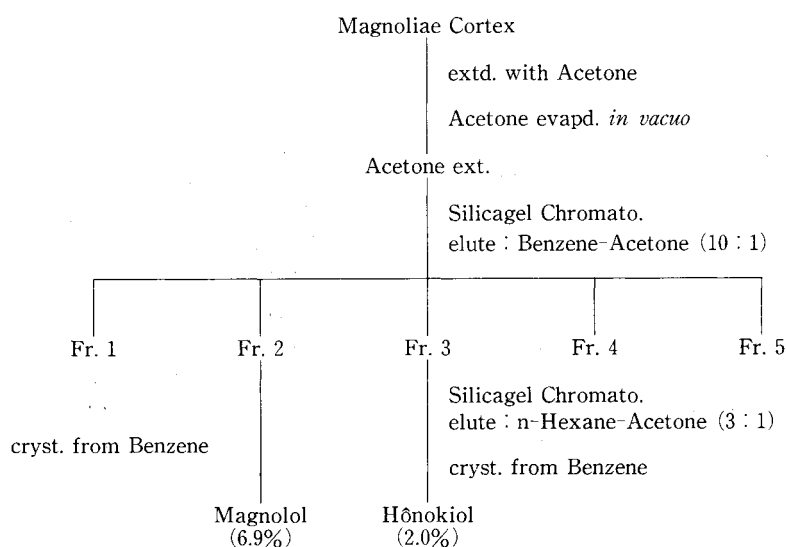 Magnoliae Cortex
extd. with Acetone
Acetone evapd. in vacuo
Acetone ext.
Silicagel Chromato.
elute : Benzene-Acetone (10 : 1)
Fr. 1
Fr. 2
Fr. 3
Fr. 4
Fr. 5
cryst. from Benzene
Silicagel Chromato.
elute : n-Hexane-Acetone (3 : 1)
cryst. from Benzene
Magnolol
(6.9%)
Hônokiol
(2.0%)